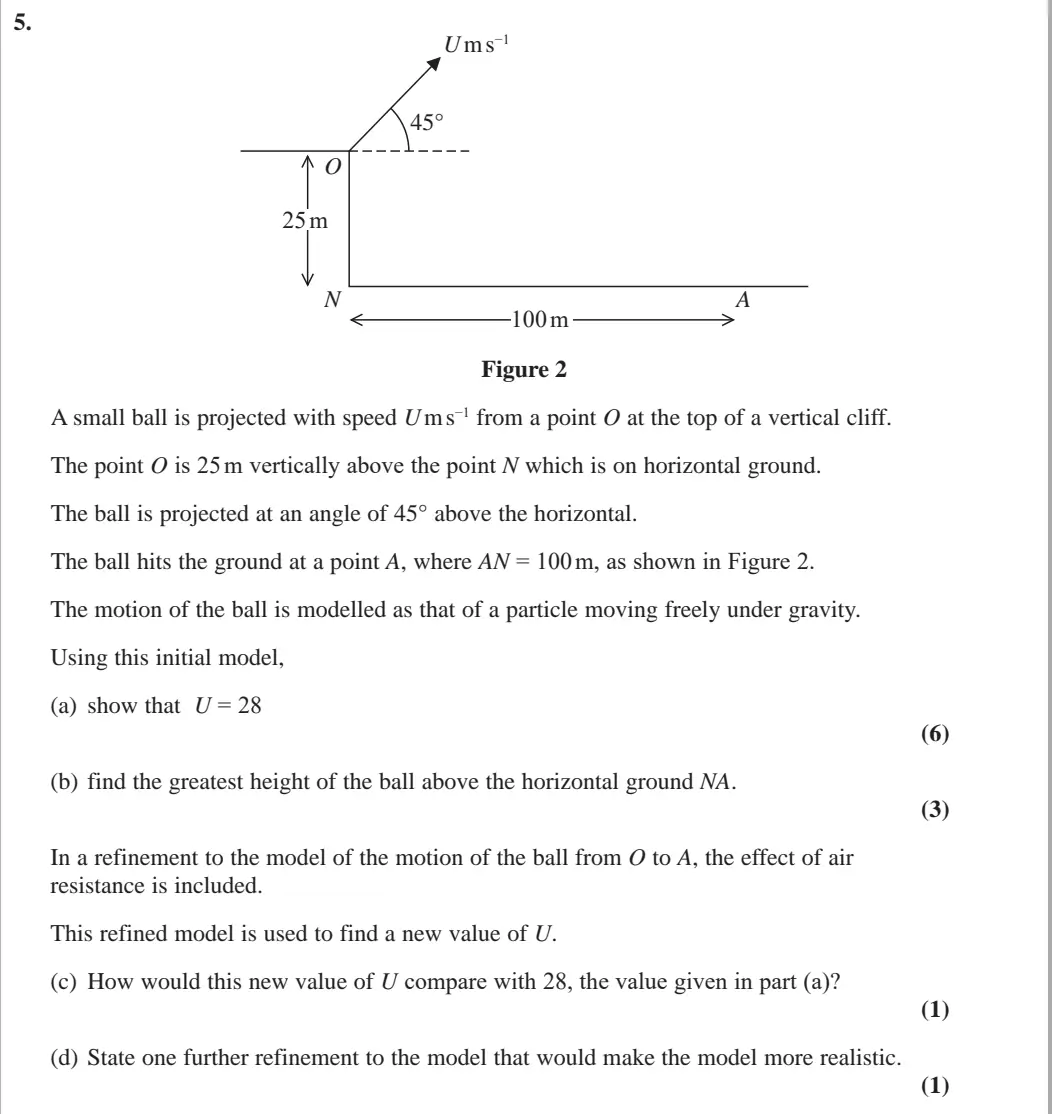 5.
U m s⁻¹
45°
O
25 m
N
A
100 m
Figure 2
A small ball is projected with speed U m s⁻¹ from a point O at the top of a vertical cliff.
The point O is 25 m vertically above the point N which is on horizontal ground.
The ball is projected at an angle of 45° above the horizontal.
The ball hits the ground at a point A, where AN = 100 m, as shown in Figure 2.
The motion of the ball is modelled as that of a particle moving freely under gravity.
Using this initial model,
(a) show that U = 28
(6)
(b) find the greatest height of the ball above the horizontal ground NA.
(3)
In a refinement to the model of the motion of the ball from O to A, the effect of air
resistance is included.
This refined model is used to find a new value of U.
(c) How would this new value of U compare with 28, the value given in part (a)?
(1)
(d) State one further refinement to the model that would make the model more realistic.
(1)